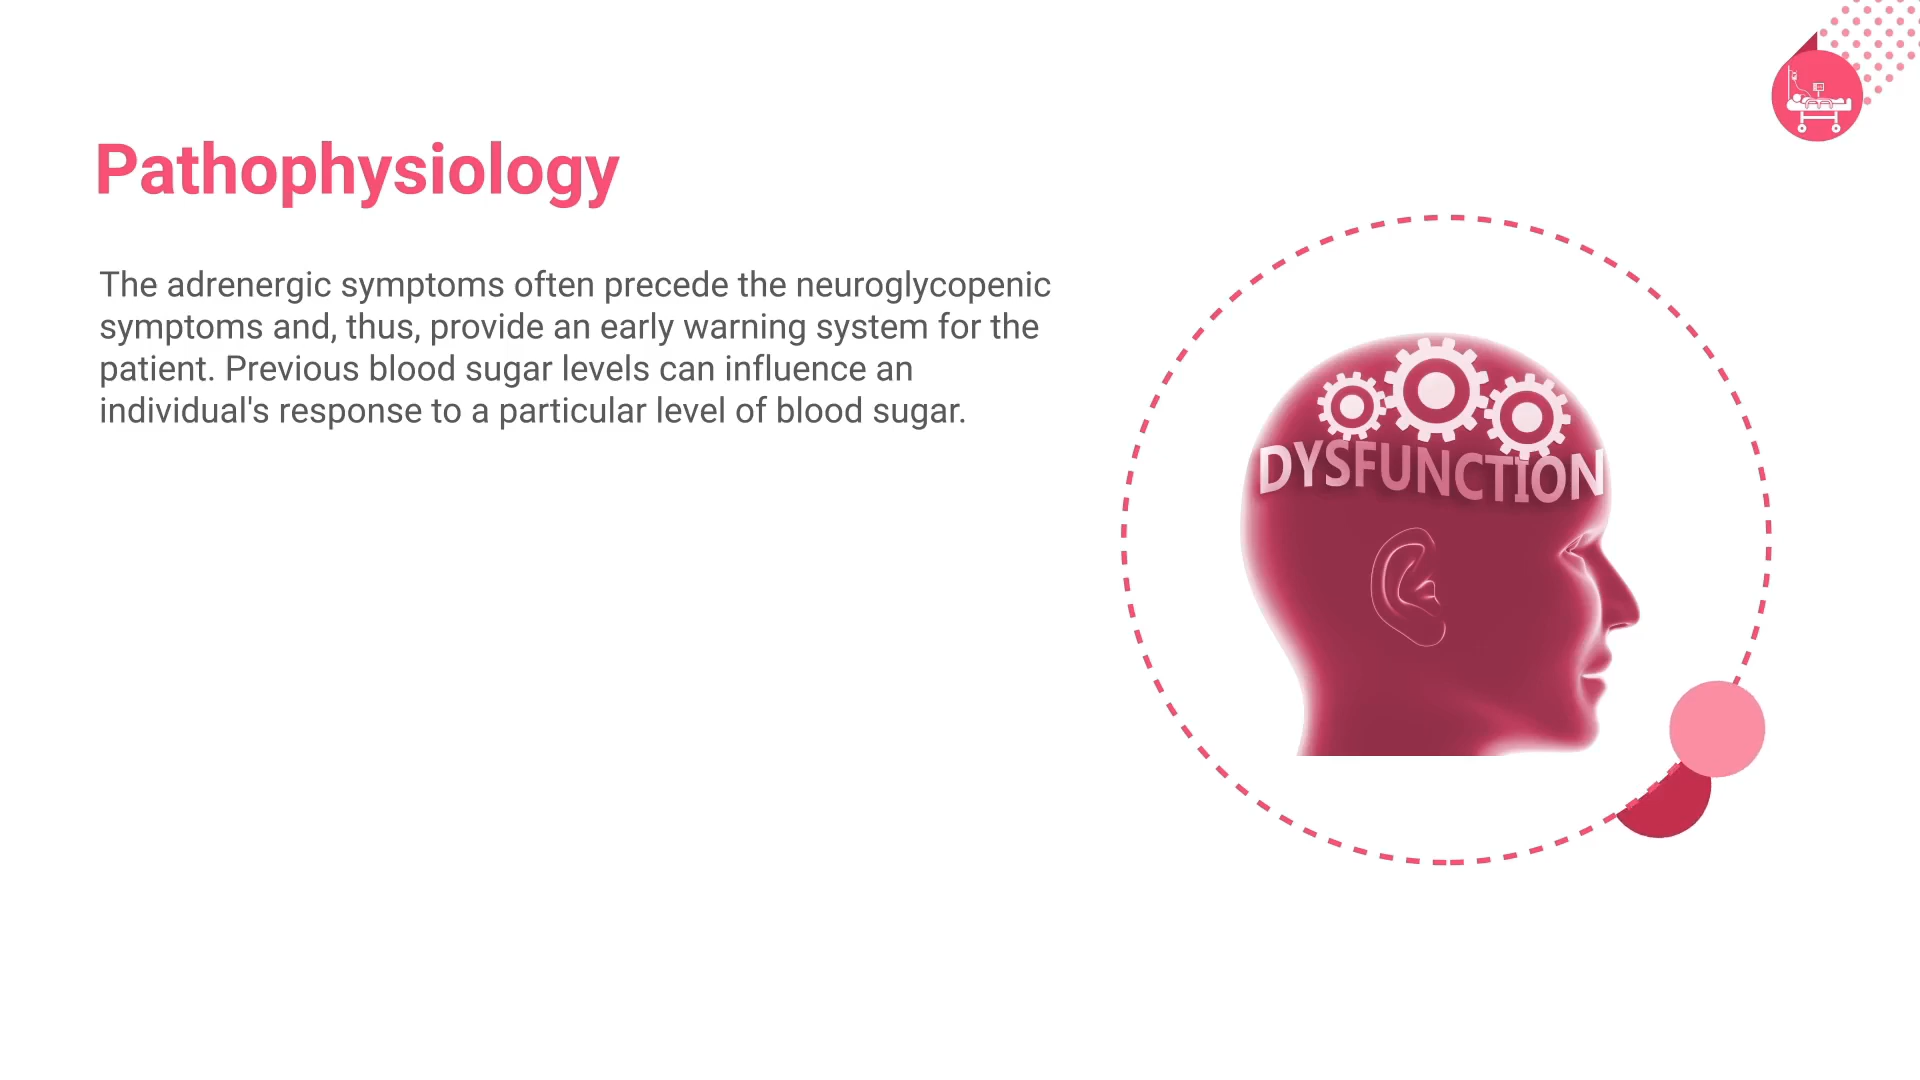 Pathophysiology
The adrenergic symptoms often precede the neuroglycopenic
symptoms and, thus, provide an early warning system for the
patient. Previous blood sugar levels can influence an
individual's response to a particular level of blood sugar.
DYSFUNCTION